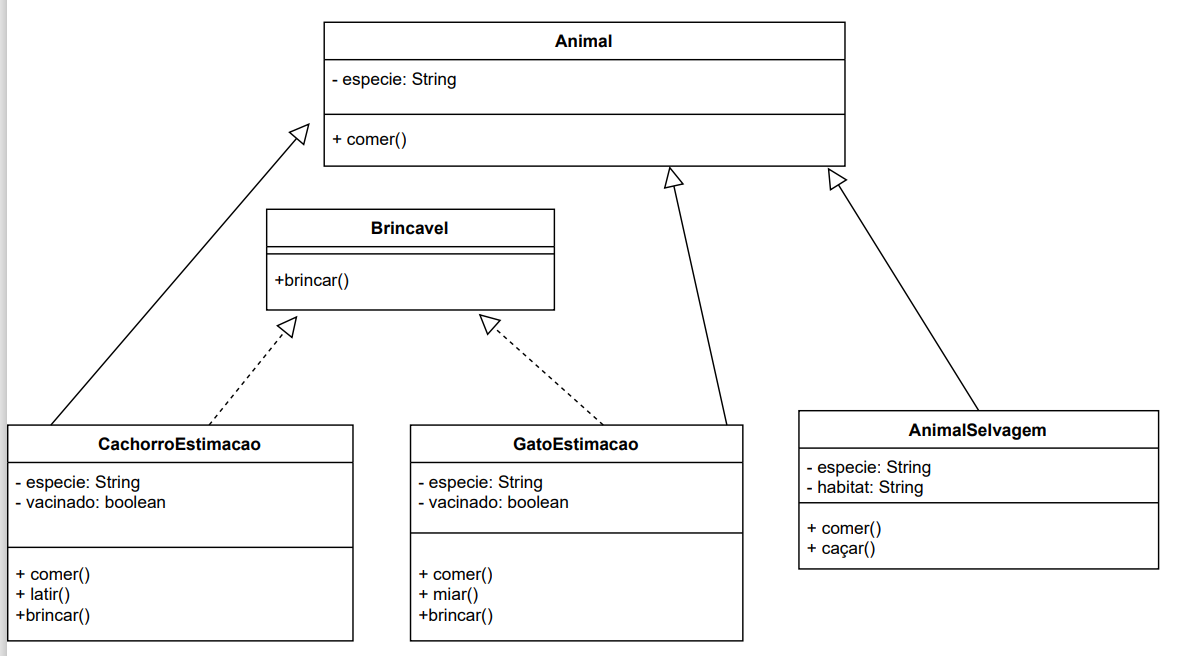 Animal
- especie: String
+ comer()
Brincavel
+brincar()
CachorroEstimacao
- especie: String
- vacinado: boolean
+ comer()
+ latir()
+brincar()
GatoEstimacao
- especie: String
- vacinado: boolean
+ comer()
+ miar()
+brincar()
AnimalSelvagem
- especie: String
- habitat: String
+ comer()
+ caçar()